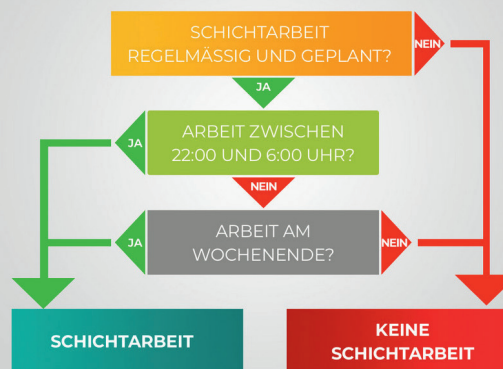 SCHICHTARBEIT
REGELMÄSSIG UND GEPLANT?
NEIN
JA
ARBEIT ZWISCHEN
22:00 UND 6:00 UHR?
JA
NEIN
ARBEIT AM
WOCHENENDE?
JA
NEIN
SCHICHTARBEIT
KEINE
SCHICHTARBEIT